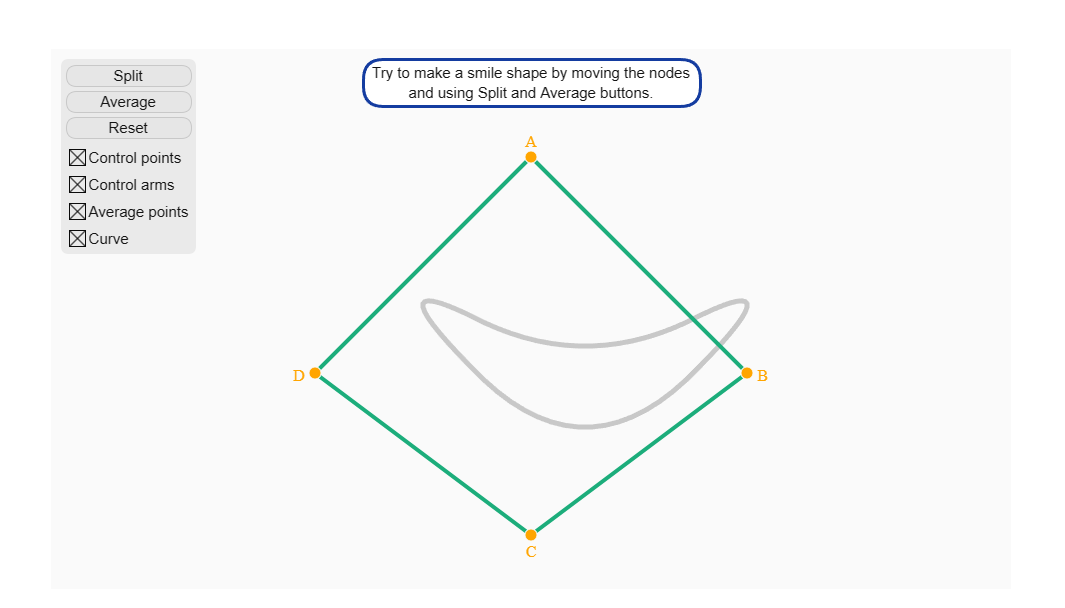 Split
Average
Reset
Control points
Control arms
Average points
Curve
Try to make a smile shape by moving the nodes
and using Split and Average buttons.
A
D
B
C